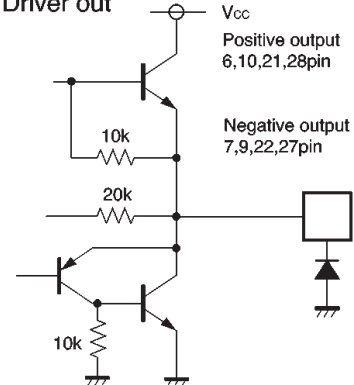 Driver out
Vcc
Positive output
6,10,21,28pin
10k
Negative output
7,9,22,27pin
20k
10k